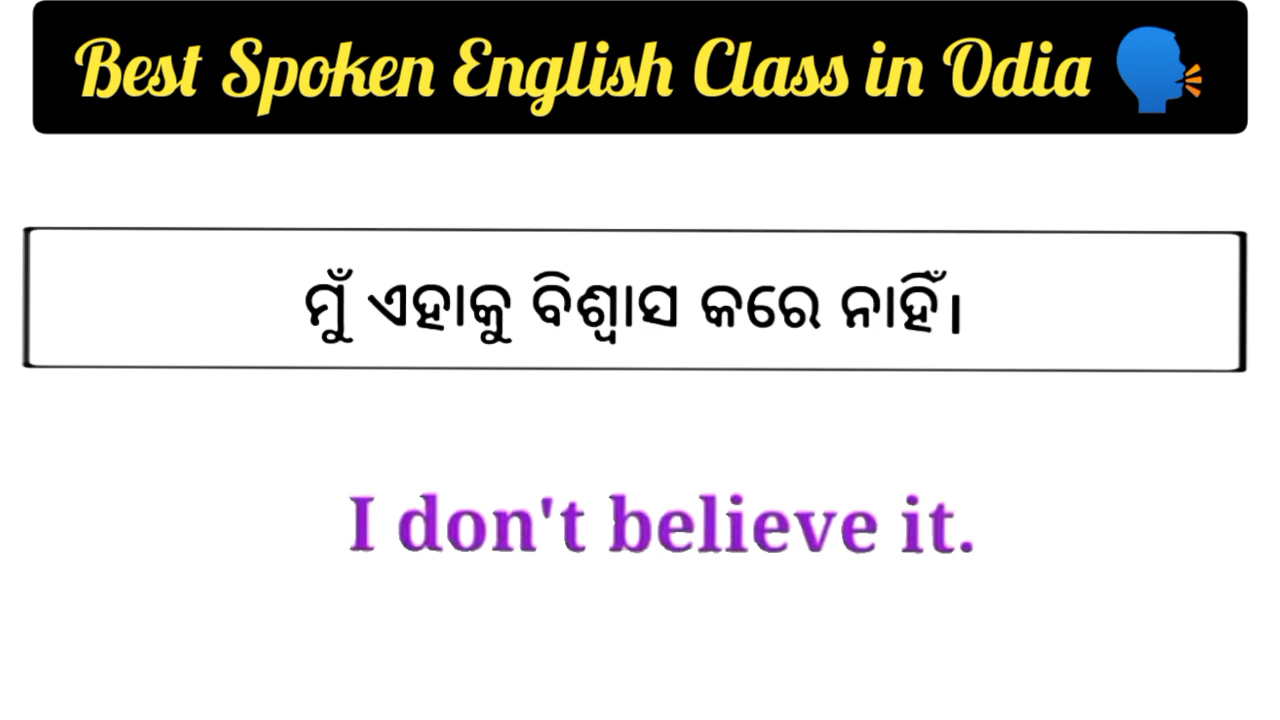 Best Spoken English Class in Odia
ମୁଁ ଏହାକୁ ବିଶ୍ୱାସ କରେ ନାହିଁ।
I don't believe it.